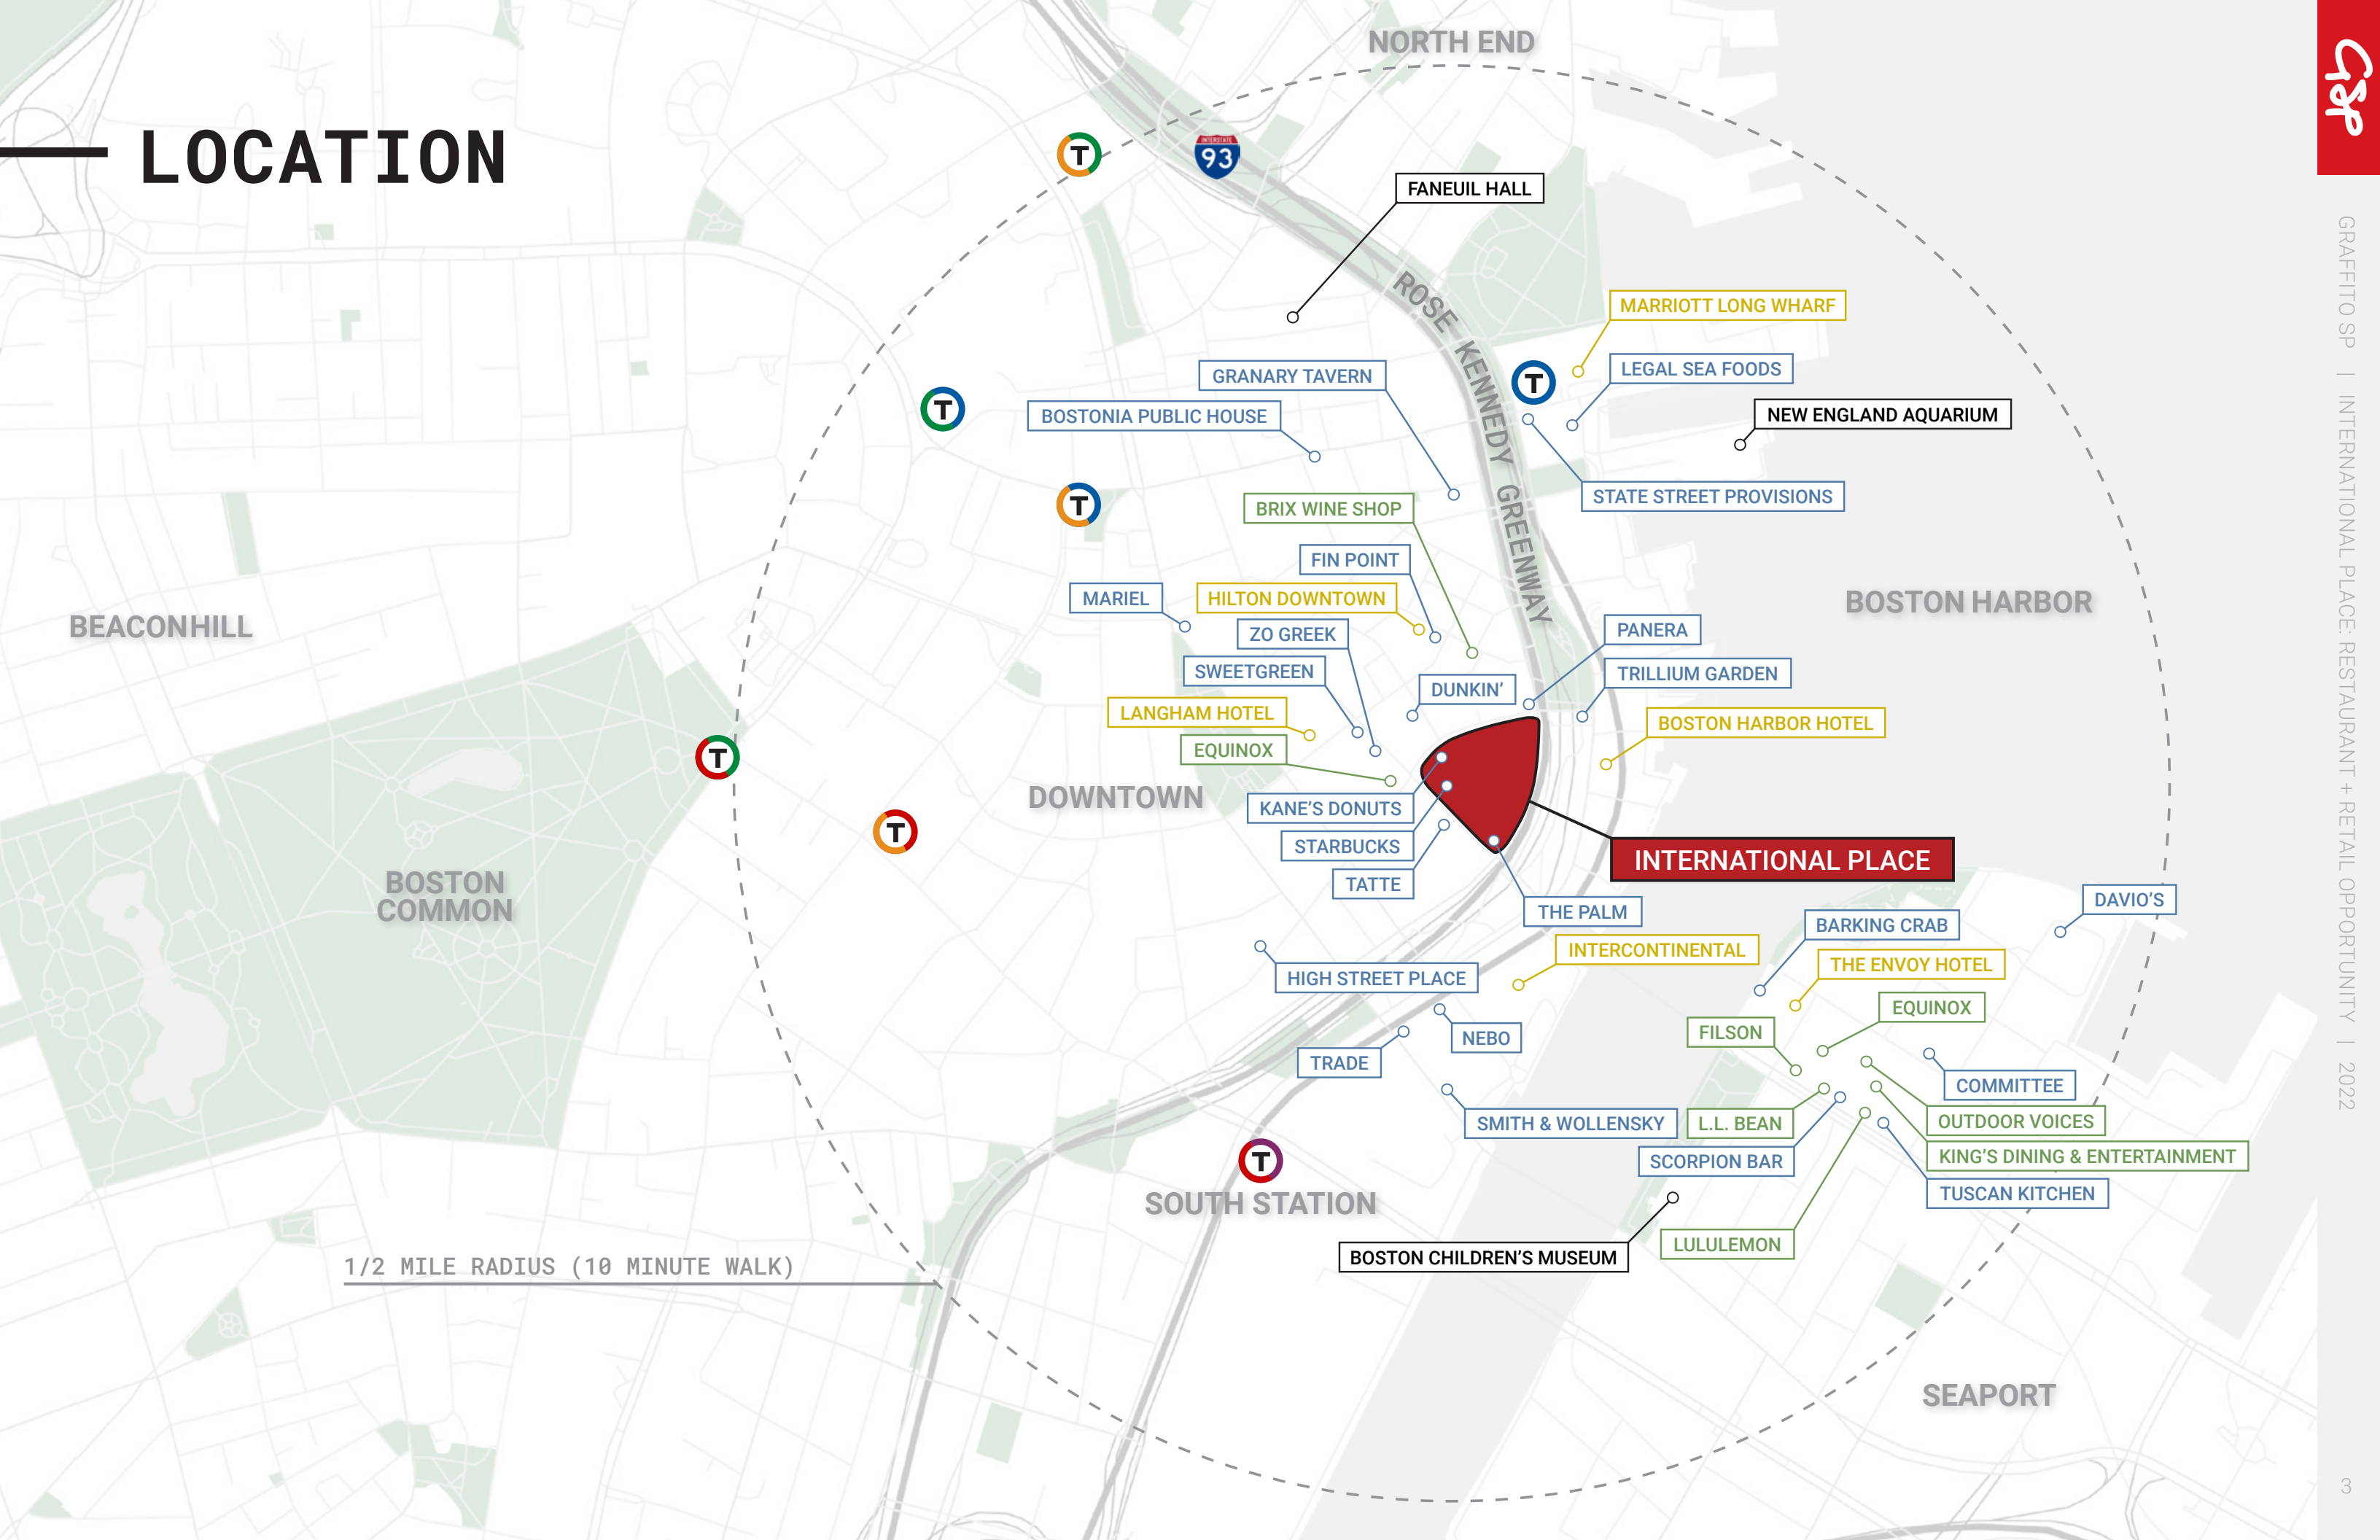 LOCATION
NORTH END
INTERSTATE
93
T
FANEUIL HALL
ROSE KENNEDY GREENWAY
MARRIOTT LONG WHARF
GRANARY TAVERN
T
LEGAL SEA FOODS
BOSTONIA PUBLIC HOUSE
T
NEW ENGLAND AQUARIUM
STATE STREET PROVISIONS
T
BRIX WINE SHOP
FIN POINT
MARIEL
HILTON DOWNTOWN
BOSTON HARBOR
BEACONHILL
ZO GREEK
PANERA
SWEETGREEN
TRILLIUM GARDEN
DUNKIN'
LANGHAM HOTEL
BOSTON HARBOR HOTEL
EQUINOX
T
DOWNTOWN
KANE'S DONUTS
T
STARBUCKS
INTERNATIONAL PLACE
TATTE
BOSTON
COMMON
THE PALM
DAVIO'S
BARKING CRAB
INTERCONTINENTAL
THE ENVOY HOTEL
HIGH STREET PLACE
EQUINOX
FILSON
NEBO
TRADE
COMMITTEE
SMITH & WOLLENSKY
L.L. BEAN
OUTDOOR VOICES
SCORPION BAR
KING'S DINING & ENTERTAINMENT
T
SOUTH STATION
TUSCAN KITCHEN
LULULEMON
BOSTON CHILDREN'S MUSEUM
1/2 MILE RADIUS (10 MINUTE WALK)
SEAPORT
GSP
GRAFFITO SP | INTERNATIONAL PLACE: RESTAURANT + RETAIL OPPORTUNITY | 2022
3